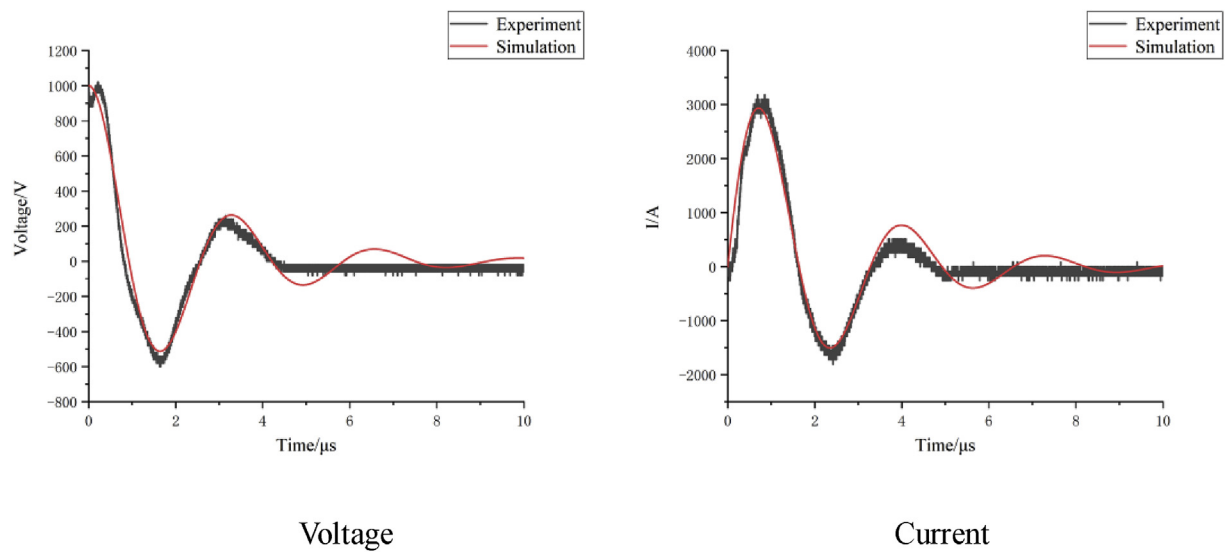 Experiment
Simulation
1200
1000
800
600
400
200
0
−200
−400
−600
−800
Voltage/V
0 2 4 6 8 10
Time/μs
Voltage
Experiment
Simulation
4000
3000
2000
1000
0
−1000
−2000
I/A
0 2 4 6 8 10
Time/μs
Current